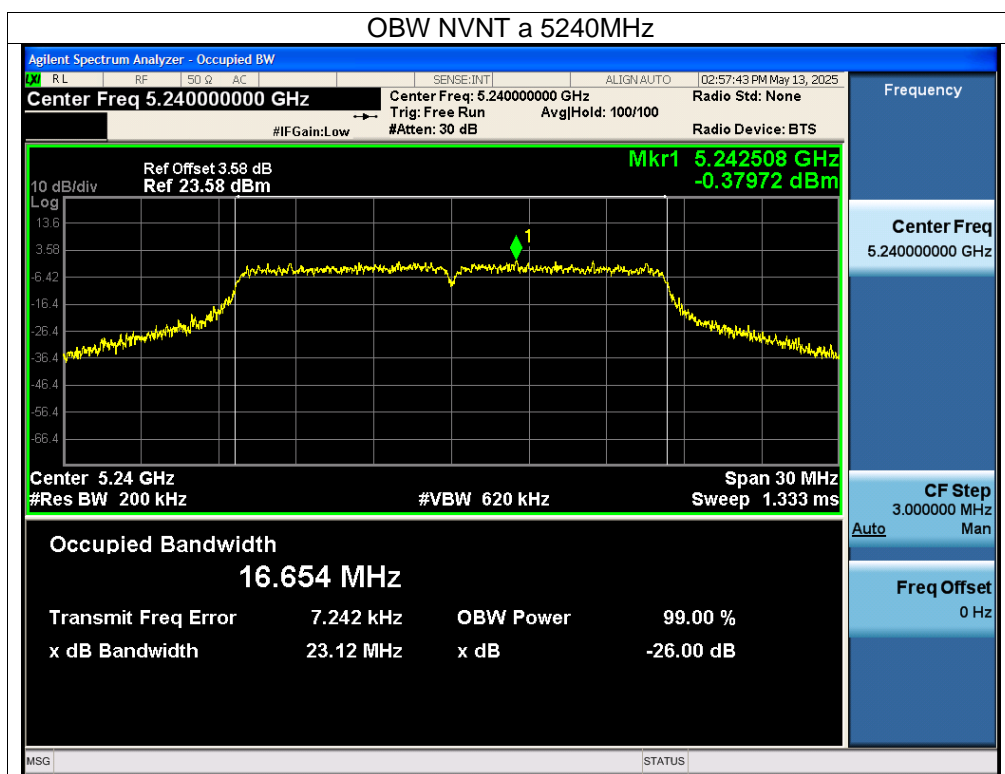 OBW NVNT a 5240MHz
Agilent Spectrum Analyzer - Occupied BW
LXI RL RF 50 Ω AC SENSE:INT ALIGN AUTO 02:57:43 PM May 13, 2025
Center Freq 5.240000000 GHz
Center Freq: 5.240000000 GHz Radio Std: None
Trig: Free Run Avg|Hold: 100/100
#IFGain:Low #Atten: 30 dB Radio Device: BTS
Mkr1 5.242508 GHz
-0.37972 dBm
Ref Offset 3.58 dB
10 dB/div Ref 23.58 dBm
Log
13.6
3.58
-6.42
-16.4
-26.4
-36.4
-46.4
-56.4
-66.4
1
Center 5.24 GHz Span 30 MHz
#Res BW 200 kHz #VBW 620 kHz Sweep 1.333 ms
Occupied Bandwidth
16.654 MHz
Transmit Freq Error 7.242 kHz OBW Power 99.00 %
x dB Bandwidth 23.12 MHz x dB -26.00 dB
MSG STATUS
Frequency
Center Freq
5.240000000 GHz
CF Step
3.000000 MHz
Auto Man
Freq Offset
0 Hz